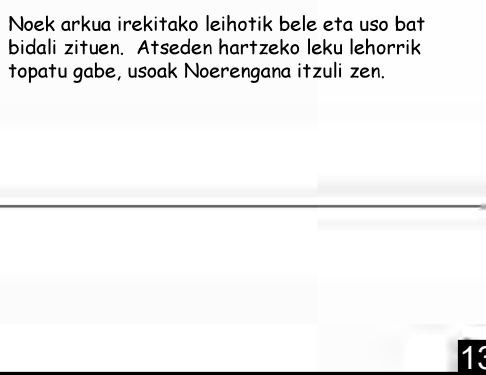 Noek arkua irekitako leihotik bele eta uso bat
bidali zituen. Atseden hartzeko leku lehorrik
topatu gabe, usoak Noerengana itzuli zen.
13